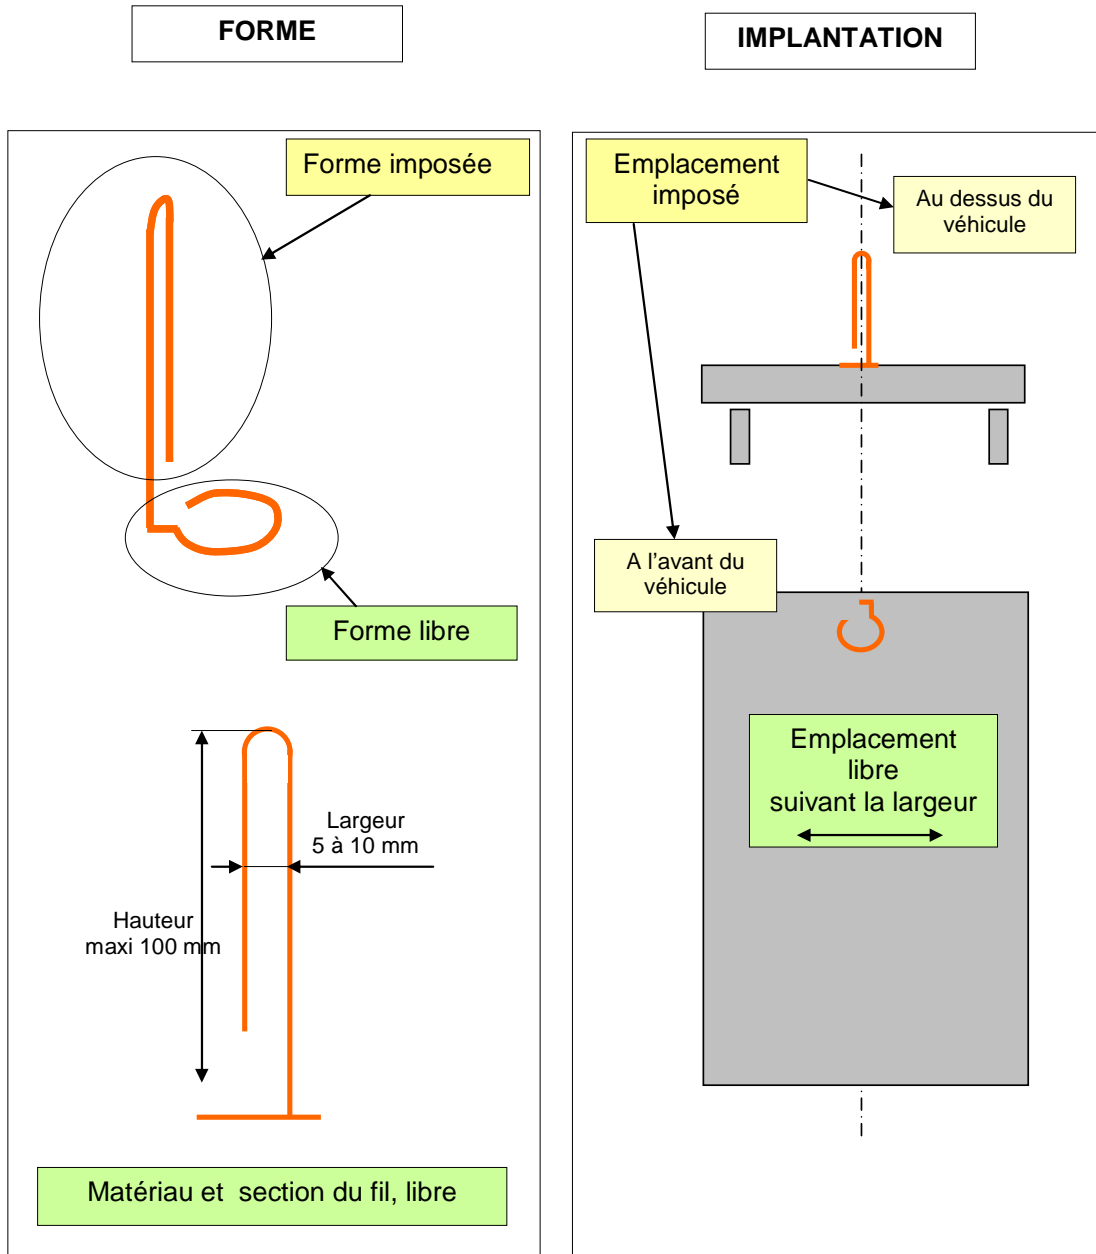 FORME
IMPLANTATION
Forme imposée
Forme libre
Largeur
5 à 10 mm
Hauteur
maxi 100 mm
Matériau et section du fil, libre
Emplacement
imposé
Au dessus du
véhicule
A l’avant du
véhicule
Emplacement
libre
suivant la largeur